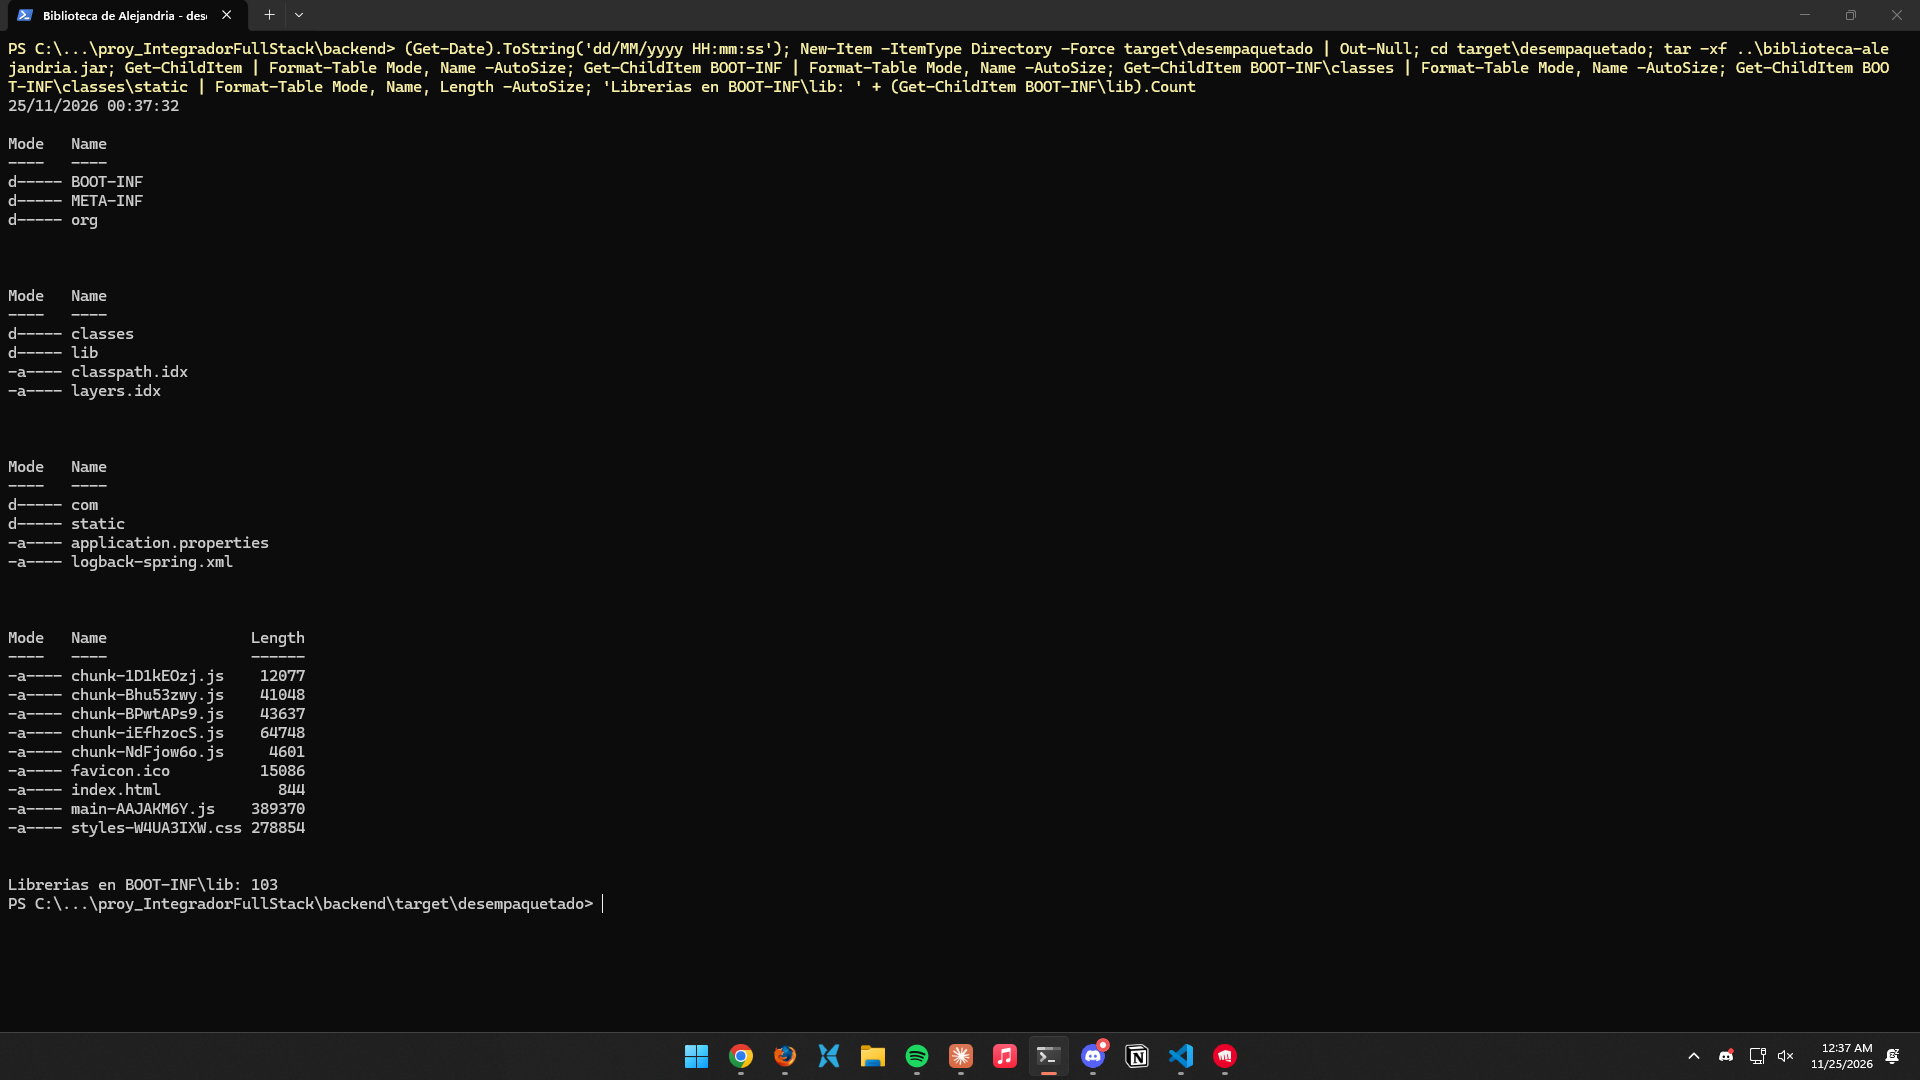 Biblioteca de Alejandria - des
PS C:\...\proy_IntegradorFullStack\backend> (Get-Date).ToString('dd/MM/yyyy HH:mm:ss'); New-Item -ItemType Directory -Force target\desempaquetado | Out-Null; cd target\desempaquetado; tar -xf ..\biblioteca-ale
jandria.jar; Get-ChildItem | Format-Table Mode, Name -AutoSize; Get-ChildItem BOOT-INF | Format-Table Mode, Name -AutoSize; Get-ChildItem BOOT-INF\classes | Format-Table Mode, Name -AutoSize; Get-ChildItem BOO
T-INF\classes\static | Format-Table Mode, Name, Length -AutoSize; 'Librerias en BOOT-INF\lib: ' + (Get-ChildItem BOOT-INF\lib).Count
25/11/2026 00:37:32
Mode   Name
----   ----
d----- BOOT-INF
d----- META-INF
d----- org
Mode   Name
----   ----
d----- classes
d----- lib
-a---- classpath.idx
-a---- layers.idx
Mode   Name
----   ----
d----- com
d----- static
-a---- application.properties
-a---- logback-spring.xml
Mode   Name                Length
----   ----                ------
-a---- chunk-1D1kEOzj.js    12077
-a---- chunk-Bhu53zwy.js    41048
-a---- chunk-BPwtAPs9.js    43637
-a---- chunk-iEfhzocS.js    64748
-a---- chunk-NdFjow6o.js     4601
-a---- favicon.ico          15086
-a---- index.html             844
-a---- main-AAJAKM6Y.js    389370
-a---- styles-W4UA3IXW.css 278854
Librerias en BOOT-INF\lib: 103
PS C:\...\proy_IntegradorFullStack\backend\target\desempaquetado>
12:37 AM
11/25/2026